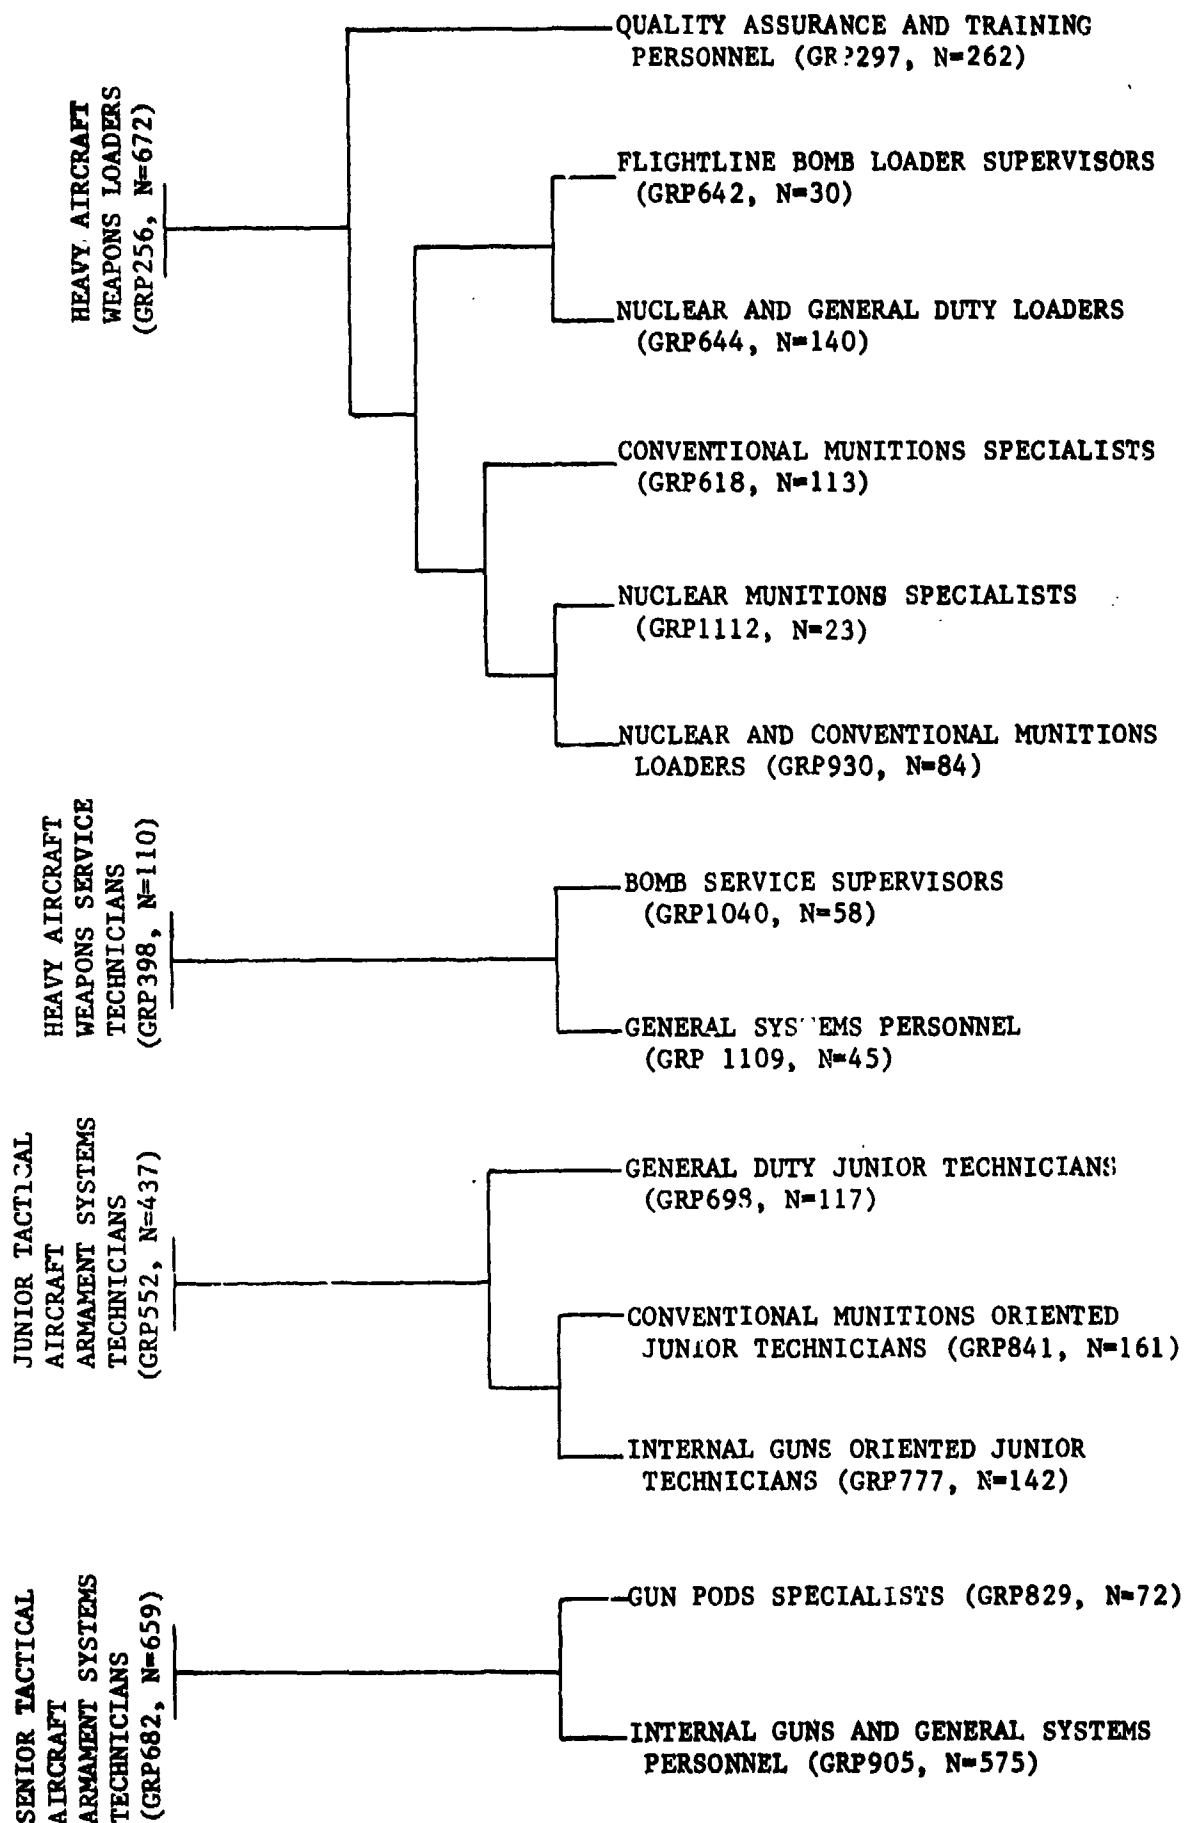 HEAVY AIRCRAFT
WEAPONS LOADERS
(GRP256, N=672)
QUALITY ASSURANCE AND TRAINING
PERSONNEL (GRP297, N=262)
FLIGHTLINE BOMB LOADER SUPERVISORS
(GRP642, N=30)
NUCLEAR AND GENERAL DUTY LOADERS
(GRP644, N=140)
CONVENTIONAL MUNITIONS SPECIALISTS
(GRP618, N=113)
NUCLEAR MUNITIONS SPECIALISTS
(GRP1112, N=23)
NUCLEAR AND CONVENTIONAL MUNITIONS
LOADERS (GRP930, N=84)
HEAVY AIRCRAFT
WEAPONS SERVICE
TECHNICIANS
(GRP398, N=110)
BOMB SERVICE SUPERVISORS
(GRP1040, N=58)
GENERAL SYSTEMS PERSONNEL
(GRP 1109, N=45)
JUNIOR TACTICAL
AIRCRAFT
ARMAMENT SYSTEMS
TECHNICIANS
(GRP552, N=437)
GENERAL DUTY JUNIOR TECHNICIANS
(GRP698, N=117)
CONVENTIONAL MUNITIONS ORIENTED
JUNIOR TECHNICIANS (GRP841, N=161)
INTERNAL GUNS ORIENTED JUNIOR
TECHNICIANS (GRP777, N=142)
SENIOR TACTICAL
AIRCRAFT
ARMAMENT SYSTEMS
TECHNICIANS
(GRP682, N=659)
GUN PODS SPECIALISTS (GRP829, N=72)
INTERNAL GUNS AND GENERAL SYSTEMS
PERSONNEL (GRP905, N=575)